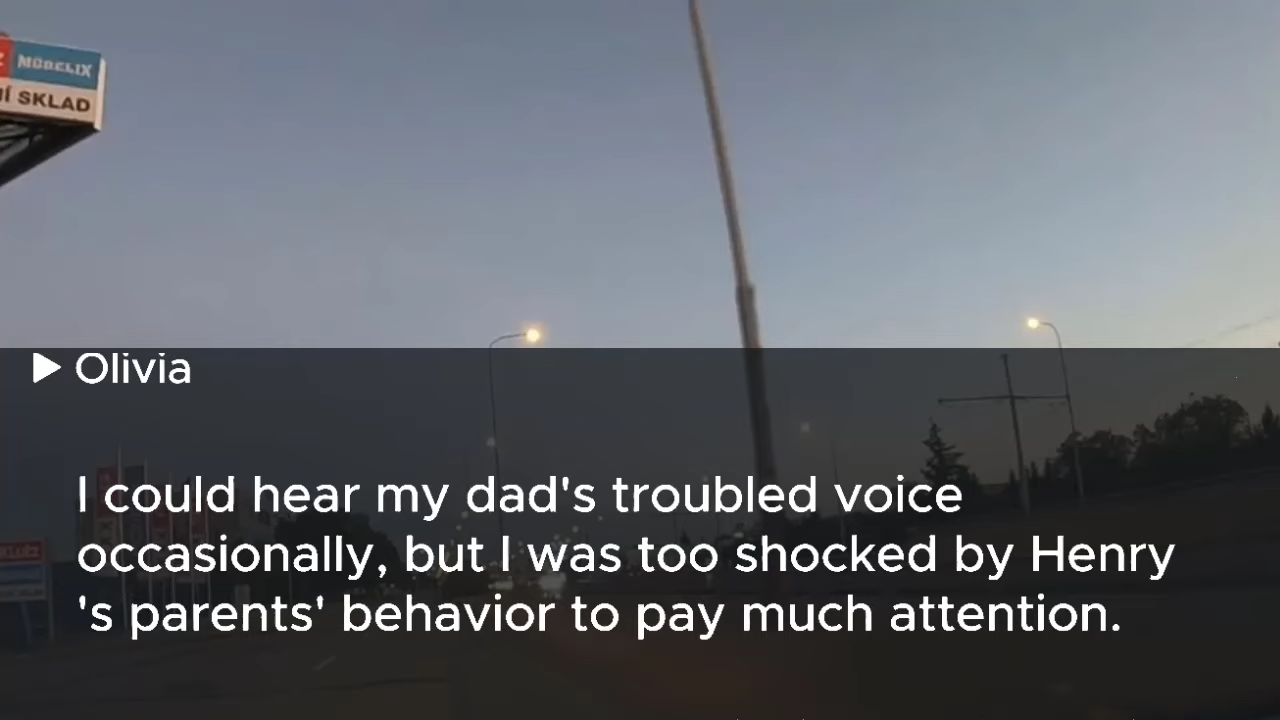 MÖBELIX
Í SKLAD
▶ Olivia
I could hear my dad's troubled voice
occasionally, but I was too shocked by Henry
's parents' behavior to pay much attention.